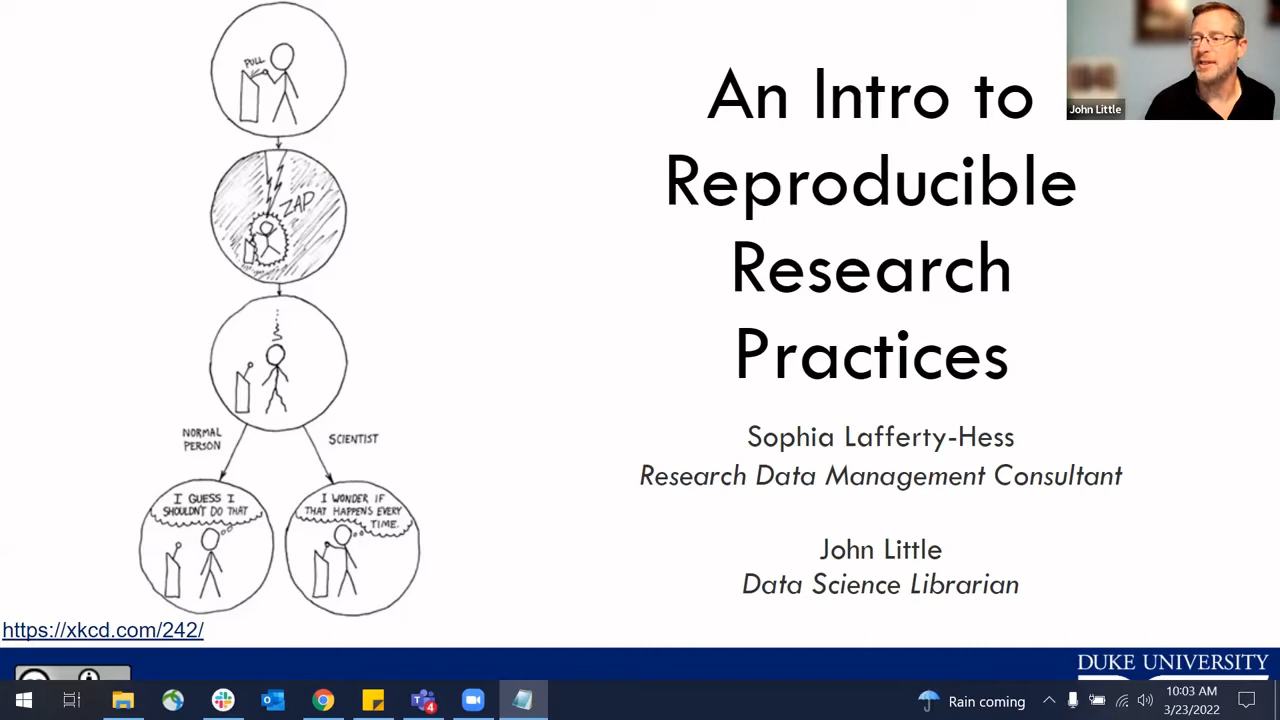 PULL
ZAP
NORMAL
PERSON
SCIENTIST
I GUESS I
SHOULDN'T DO THAT
I WONDER IF
THAT HAPPENS EVERY
TIME.
https://xkcd.com/242/
An Intro to
Reproducible
Research
Practices
Sophia Lafferty-Hess
Research Data Management Consultant
John Little
Data Science Librarian
John Little
DUKE UNIVERSITY
4
Rain coming
10:03 AM
3/23/2022